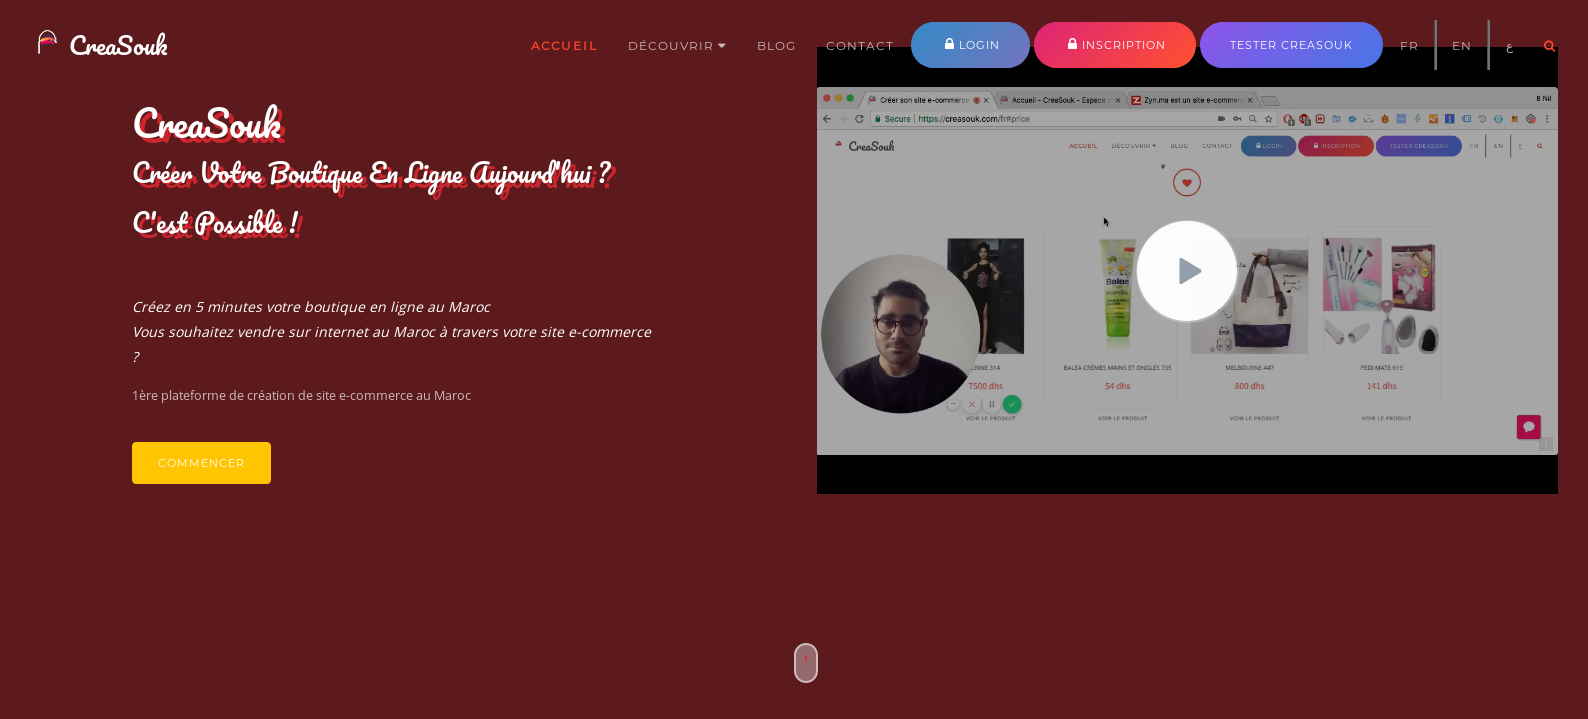 CreaSouk
ACCUEIL
DÉCOUVRIR
BLOG
CONTACT
LOGIN
INSCRIPTION
TESTER CREASOUK
FR
EN
ع
CreaSouk
Créer Votre Boutique En Ligne Aujourd'hui ?
C'est Possible !
Créez en 5 minutes votre boutique en ligne au Maroc
Vous souhaitez vendre sur internet au Maroc à travers votre site e-commerce
?
1ère plateforme de création de site e-commerce au Maroc
COMMENCER
Créer son site e-commerce
Accueil - CreaSouk - Espace
Zyn.ma est un site e-commer
B Nil
Secure
https://creasouk.com/fr#price
CreaSouk
ACCUEIL
DÉCOUVRIR
BLOG
CONTACT
LOGIN
INSCRIPTION
TESTER CREASOUK
FR
EN
Balea
RINE 314
BALEA CRÈMES MAINS ET ONGLES 735
MELBOURNE 447
PEDI MATE 615
7500 dhs
54 dhs
800 dhs
141 dhs
VOIR LE PRODUIT
VOIR LE PRODUIT
VOIR LE PRODUIT
VOIR LE PRODUIT